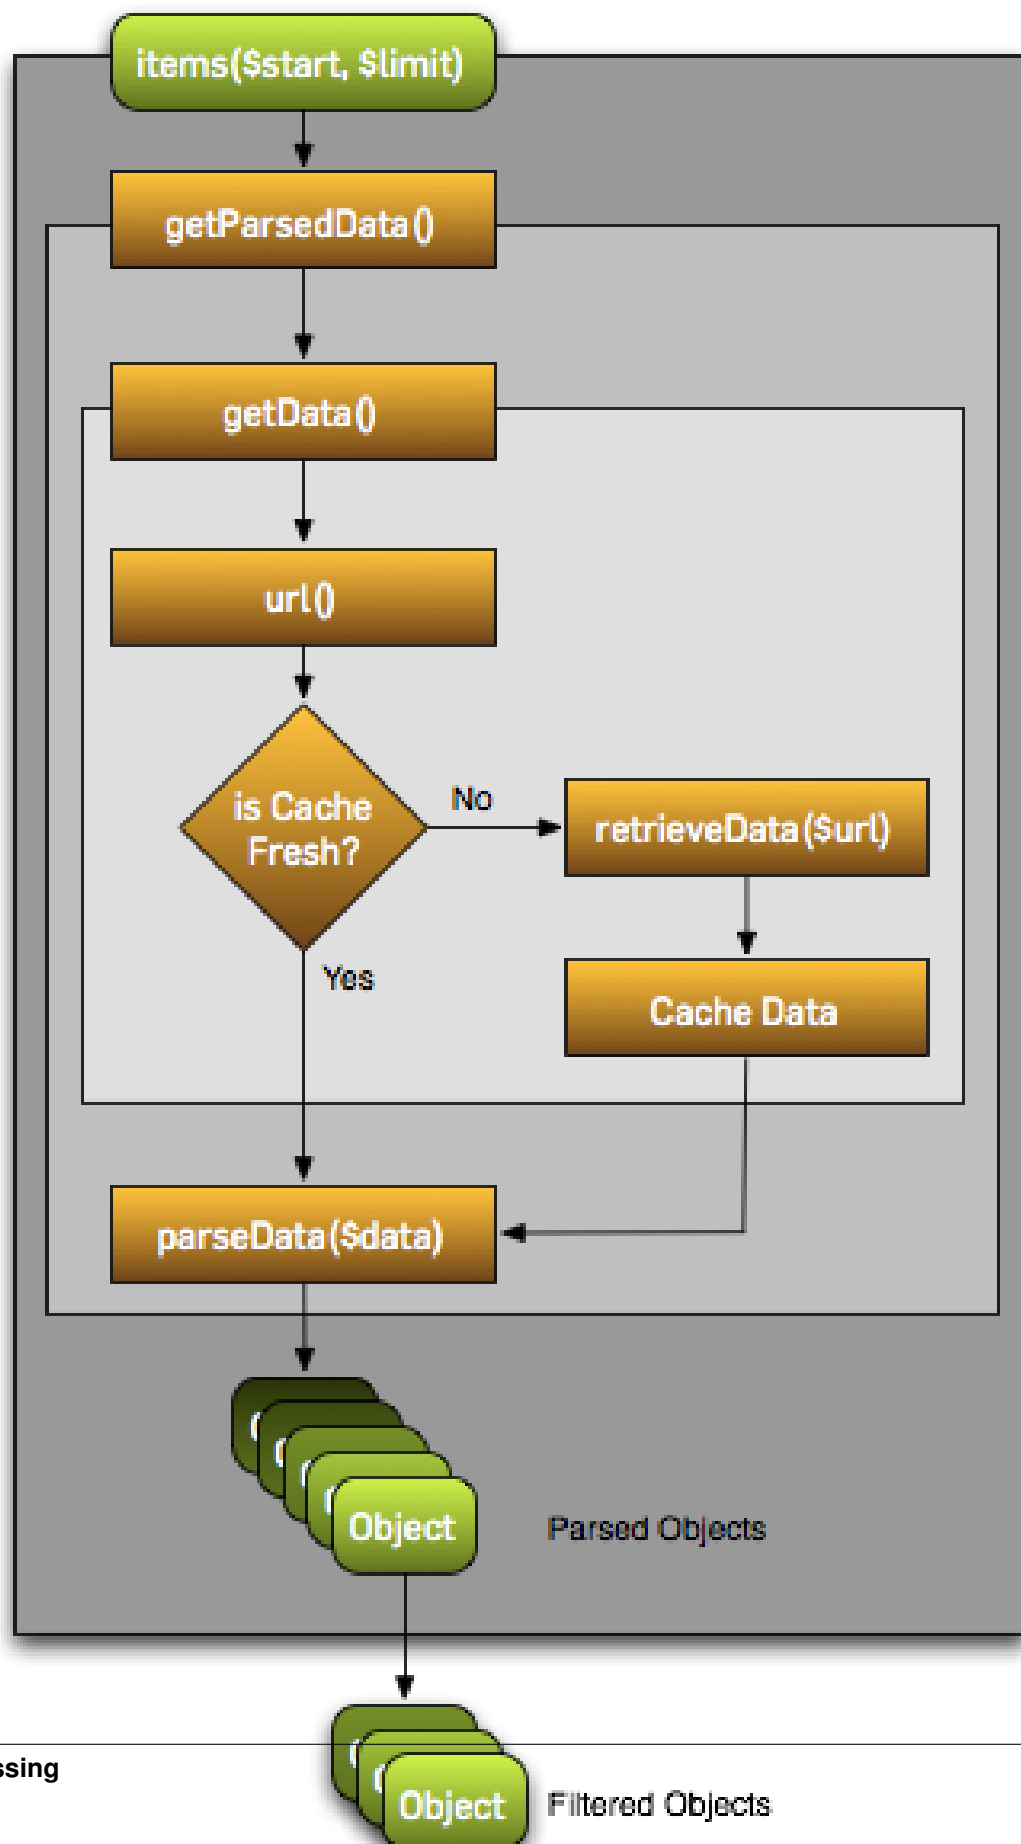 items($start, $limit)
getParsedData()
getData()
url()
is Cache
Fresh?
No
retrieveData($url)
Yes
Cache Data
parseData($data)
Object
Parsed Objects
Object
Filtered Objects